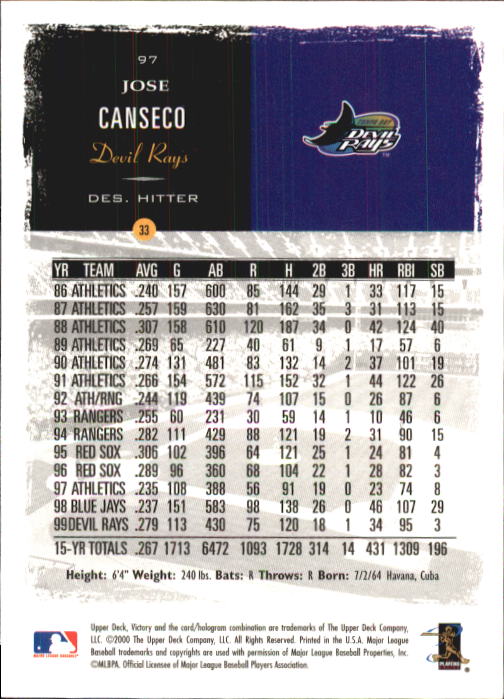 97
JOSE
CANSECO
Devil Rays
DES. HITTER
TAMPA BAY
DEVIL
RAYS
TM
33
YR TEAM AVG G AB R H 2B 3B HR RBI SB
86 ATHLETICS .240 157 600 85 144 29 1 33 117 15
87 ATHLETICS .257 159 630 81 162 35 3 31 113 15
88 ATHLETICS .307 158 610 120 187 34 0 42 124 40
89 ATHLETICS .269 65 227 40 61 9 1 17 57 6
90 ATHLETICS .274 131 481 83 132 14 2 37 101 19
91 ATHLETICS .266 154 572 115 152 32 1 44 122 26
92 ATH/RNG .244 119 439 74 107 15 0 26 87 6
93 RANGERS .255 60 231 30 59 14 1 10 46 6
94 RANGERS .282 111 429 88 121 19 2 31 90 15
95 RED SOX .306 102 396 64 121 25 1 24 81 4
96 RED SOX .289 96 360 68 104 22 1 28 82 3
97 ATHLETICS .235 108 388 56 91 19 0 23 74 8
98 BLUE JAYS .237 151 583 98 138 26 0 46 107 29
99 DEVIL RAYS .279 113 430 75 120 18 1 34 95 3
15-YR TOTALS .267 1713 6472 1093 1728 314 14 431 1309 196
Height: 6'4" Weight: 240 lbs. Bats: R Throws: R Born: 7/2/64 Havana, Cuba
Upper Deck, Victory and the card/hologram combination are trademarks of The Upper Deck Company,
LLC. ©2000 The Upper Deck Company, LLC. All Rights Reserved. Printed in the U.S.A. Major League
Baseball trademarks and copyrights are used with permission of Major League Baseball Properties, Inc.
©MLBPA. Official Licensee of Major League Baseball Players Association.
MAJOR LEAGUE BASEBALL
PLAYERS